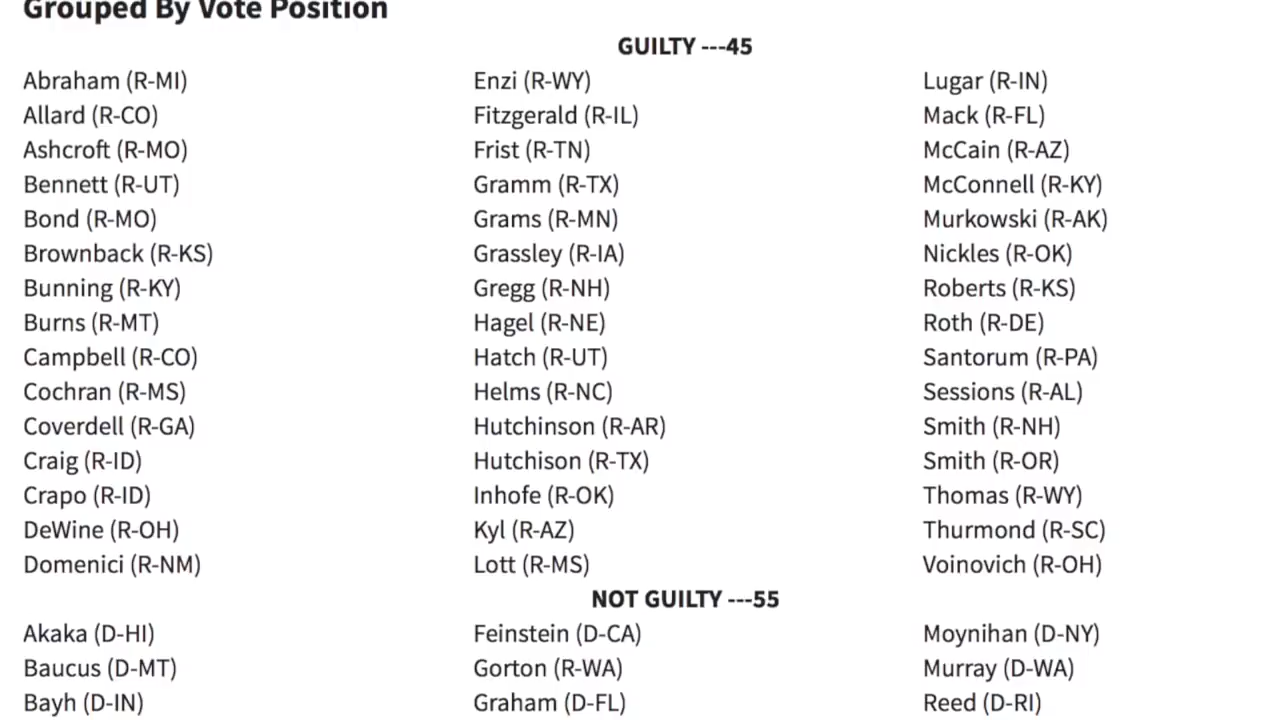 Grouped By Vote Position
GUILTY ---45
Abraham (R-MI) Enzi (R-WY) Lugar (R-IN)
Allard (R-CO) Fitzgerald (R-IL) Mack (R-FL)
Ashcroft (R-MO) Frist (R-TN) McCain (R-AZ)
Bennett (R-UT) Gramm (R-TX) McConnell (R-KY)
Bond (R-MO) Grams (R-MN) Murkowski (R-AK)
Brownback (R-KS) Grassley (R-IA) Nickles (R-OK)
Bunning (R-KY) Gregg (R-NH) Roberts (R-KS)
Burns (R-MT) Hagel (R-NE) Roth (R-DE)
Campbell (R-CO) Hatch (R-UT) Santorum (R-PA)
Cochran (R-MS) Helms (R-NC) Sessions (R-AL)
Coverdell (R-GA) Hutchinson (R-AR) Smith (R-NH)
Craig (R-ID) Hutchison (R-TX) Smith (R-OR)
Crapo (R-ID) Inhofe (R-OK) Thomas (R-WY)
DeWine (R-OH) Kyl (R-AZ) Thurmond (R-SC)
Domenici (R-NM) Lott (R-MS) Voinovich (R-OH)
NOT GUILTY ---55
Akaka (D-HI) Feinstein (D-CA) Moynihan (D-NY)
Baucus (D-MT) Gorton (R-WA) Murray (D-WA)
Bayh (D-IN) Graham (D-FL) Reed (D-RI)